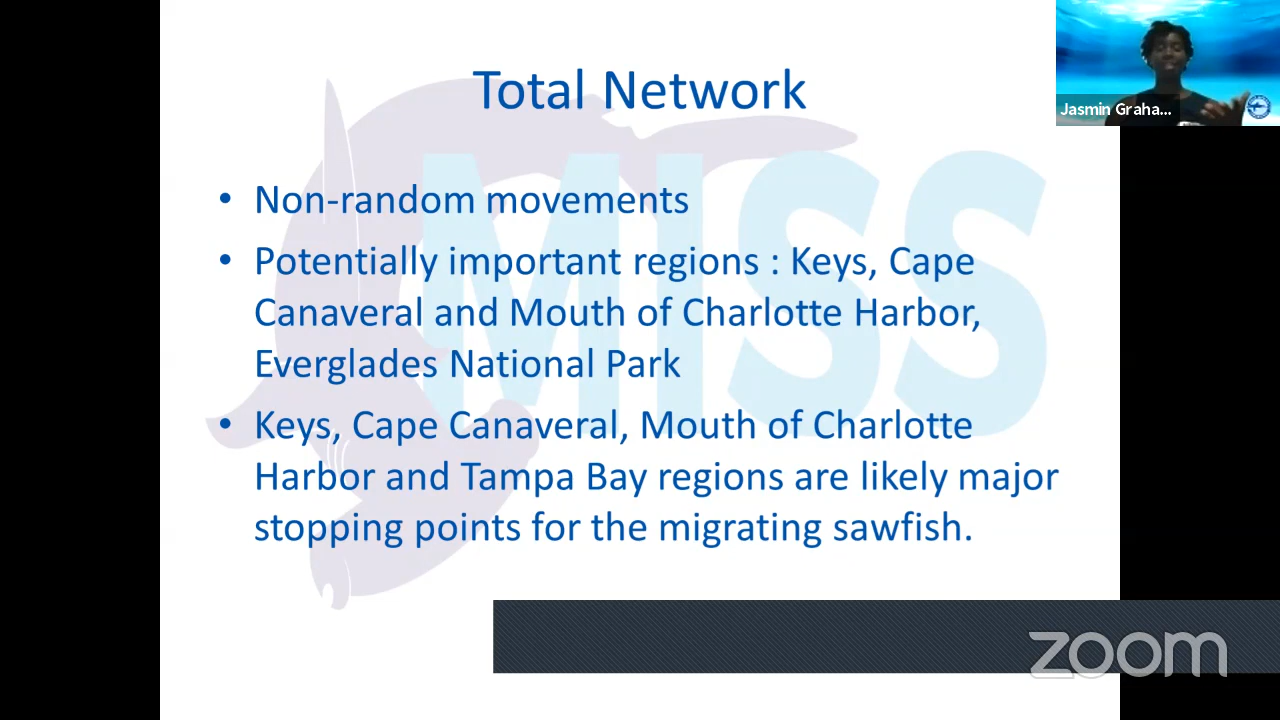 Total Network
• Non-random movements
• Potentially important regions : Keys, Cape
Canaveral and Mouth of Charlotte Harbor,
Everglades National Park
• Keys, Cape Canaveral, Mouth of Charlotte
Harbor and Tampa Bay regions are likely major
stopping points for the migrating sawfish.
MISS
Jasmin Graha...
zoom